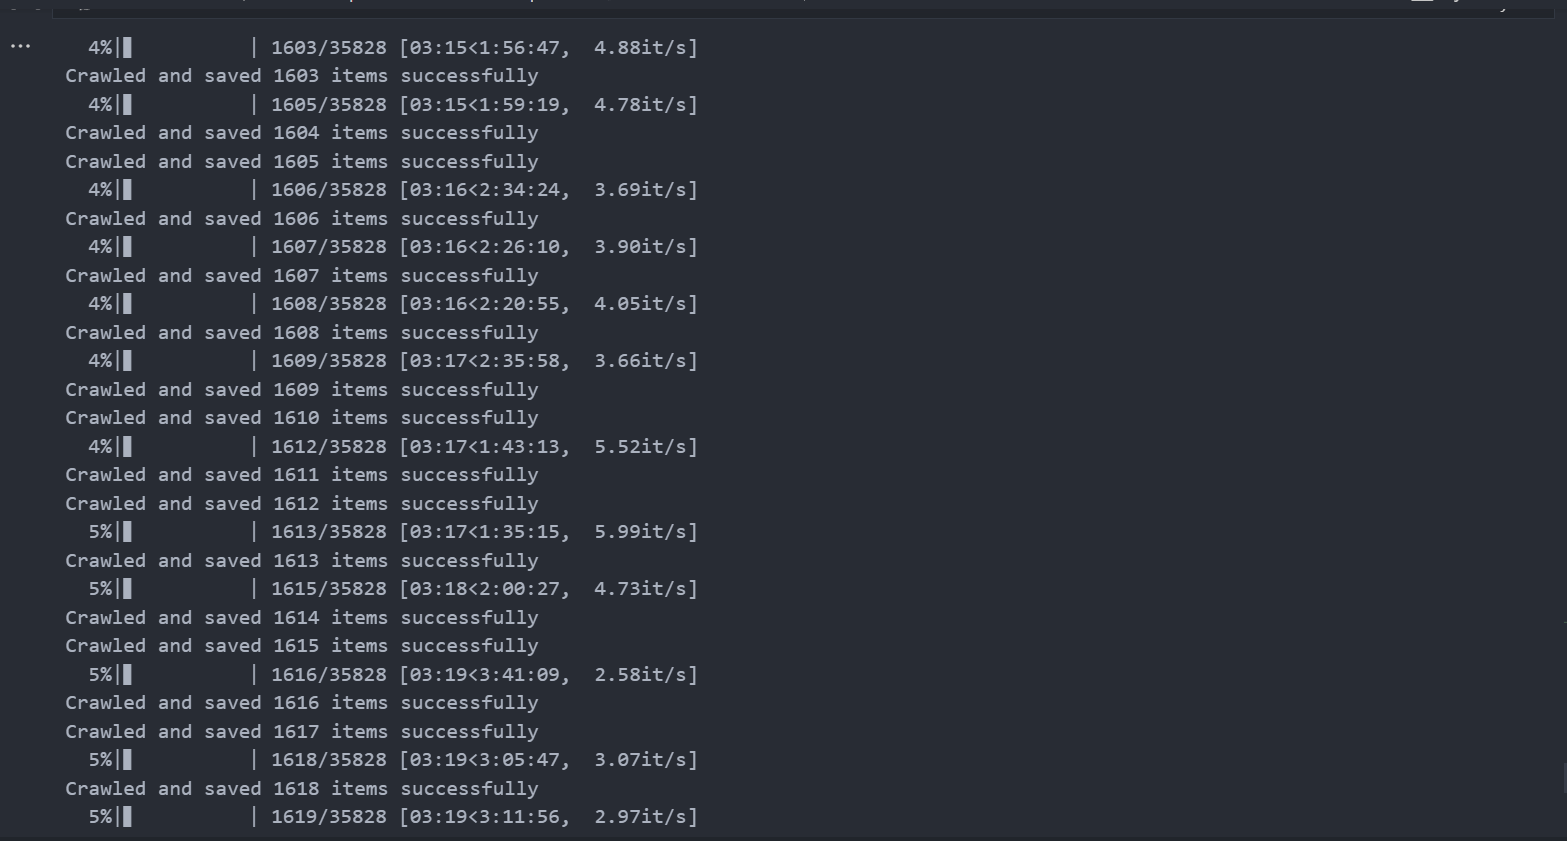 4%|▋ | 1603/35828 [03:15<1:56:47, 4.88it/s]
Crawled and saved 1603 items successfully
4%|▋ | 1605/35828 [03:15<1:59:19, 4.78it/s]
Crawled and saved 1604 items successfully
Crawled and saved 1605 items successfully
4%|▋ | 1606/35828 [03:16<2:34:24, 3.69it/s]
Crawled and saved 1606 items successfully
4%|▋ | 1607/35828 [03:16<2:26:10, 3.90it/s]
Crawled and saved 1607 items successfully
4%|▋ | 1608/35828 [03:16<2:20:55, 4.05it/s]
Crawled and saved 1608 items successfully
4%|▋ | 1609/35828 [03:17<2:35:58, 3.66it/s]
Crawled and saved 1609 items successfully
Crawled and saved 1610 items successfully
4%|▋ | 1612/35828 [03:17<1:43:13, 5.52it/s]
Crawled and saved 1611 items successfully
Crawled and saved 1612 items successfully
5%|▋ | 1613/35828 [03:17<1:35:15, 5.99it/s]
Crawled and saved 1613 items successfully
5%|▋ | 1615/35828 [03:18<2:00:27, 4.73it/s]
Crawled and saved 1614 items successfully
Crawled and saved 1615 items successfully
5%|▋ | 1616/35828 [03:19<3:41:09, 2.58it/s]
Crawled and saved 1616 items successfully
Crawled and saved 1617 items successfully
5%|▋ | 1618/35828 [03:19<3:05:47, 3.07it/s]
Crawled and saved 1618 items successfully
5%|▋ | 1619/35828 [03:19<3:11:56, 2.97it/s]